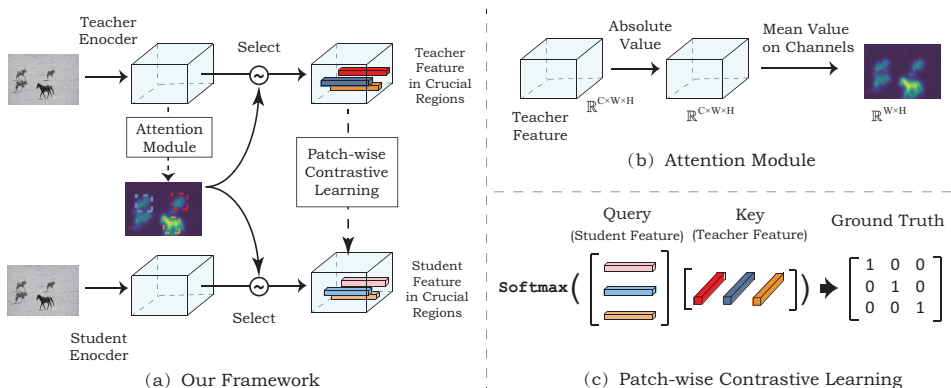 Teacher
Enocder
Select
Teacher
Feature
in Crucial
Regions
Attention
Module
Patch-wise
Contrastive
Learning
Student
Enocder
Select
Student
Feature
in Crucial
Regions
(a) Our Framework
Absolute
Value
Mean Value
on Channels
Teacher
Feature
ℝ^{C×W×H}
ℝ^{C×W×H}
ℝ^{W×H}
(b) Attention Module
Query
(Student Feature)
Key
(Teacher Feature)
Ground Truth
Softmax
1 0 0
0 1 0
0 0 1
(c) Patch-wise Contrastive Learning